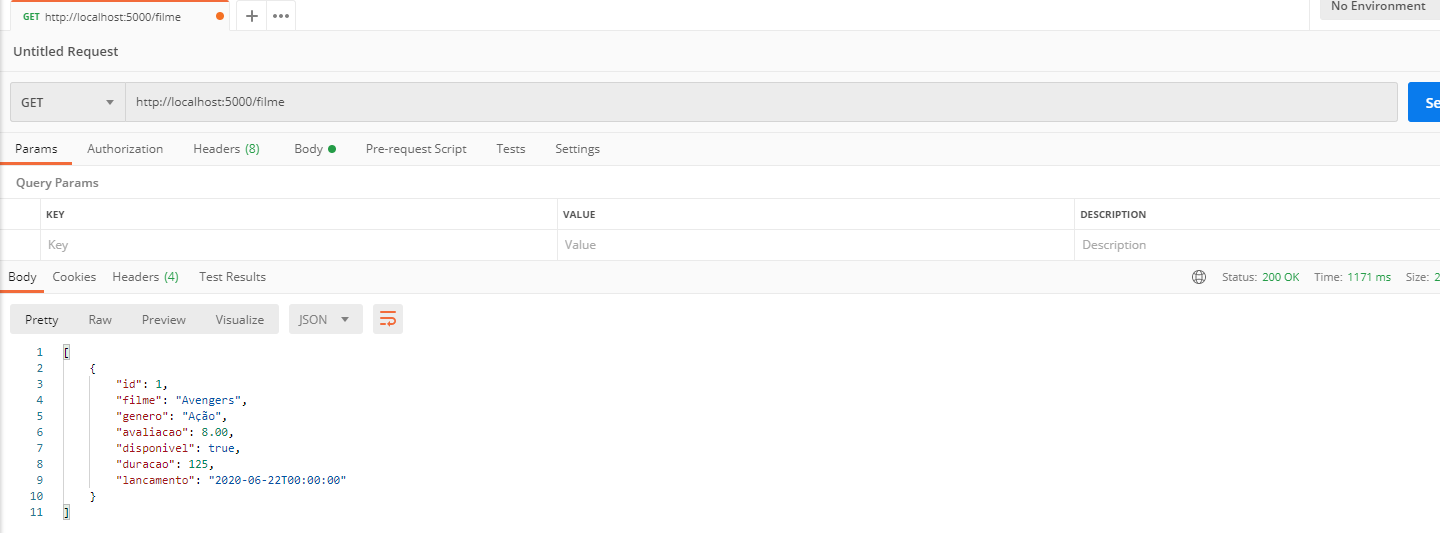 GET http://localhost:5000/filme
No Environment
Untitled Request
GET http://localhost:5000/filme Se
Params Authorization Headers (8) Body Pre-request Script Tests Settings
Query Params
KEY VALUE DESCRIPTION
Key Value Description
Body Cookies Headers (4) Test Results Status: 200 OK Time: 1171 ms Size: 2
Pretty Raw Preview Visualize JSON
1 [
2 {
3 "id": 1,
4 "filme": "Avengers",
5 "genero": "Ação",
6 "avaliacao": 8.00,
7 "disponivel": true,
8 "duracao": 125,
9 "lancamento": "2020-06-22T00:00:00"
10 }
11 ]